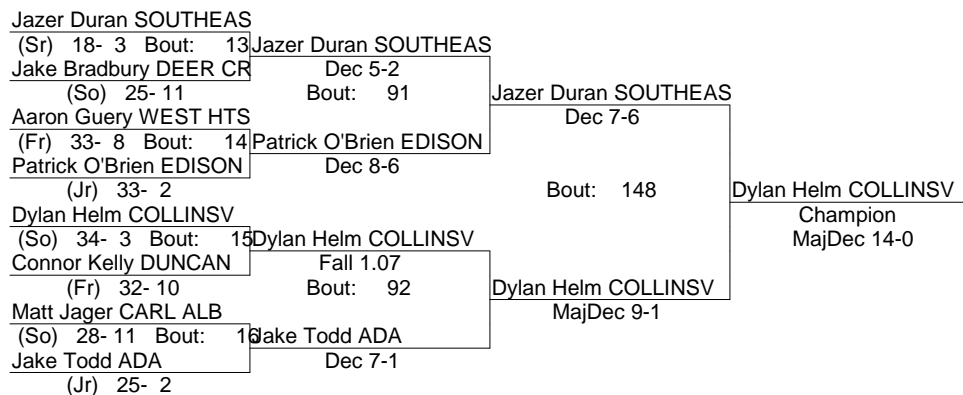 Jazer Duran SOUTHEAS
(Sr) 18- 3 Bout: 13
Jake Bradbury DEER CR
(So) 25- 11
Aaron Guery WEST HTS
(Fr) 33- 8 Bout: 14
Patrick O'Brien EDISON
(Jr) 33- 2
Dylan Helm COLLINSV
(So) 34- 3 Bout: 15
Connor Kelly DUNCAN
(Fr) 32- 10
Matt Jager CARL ALB
(So) 28- 11 Bout: 16
Jake Todd ADA
(Jr) 25- 2
Jazer Duran SOUTHEAS
Dec 5-2
Bout: 91
Patrick O'Brien EDISON
Dec 8-6
Dylan Helm COLLINSV
Fall 1.07
Bout: 92
Jake Todd ADA
Dec 7-1
Jazer Duran SOUTHEAS
Dec 7-6
Bout: 148
Dylan Helm COLLINSV
MajDec 9-1
Dylan Helm COLLINSV
Champion
MajDec 14-0